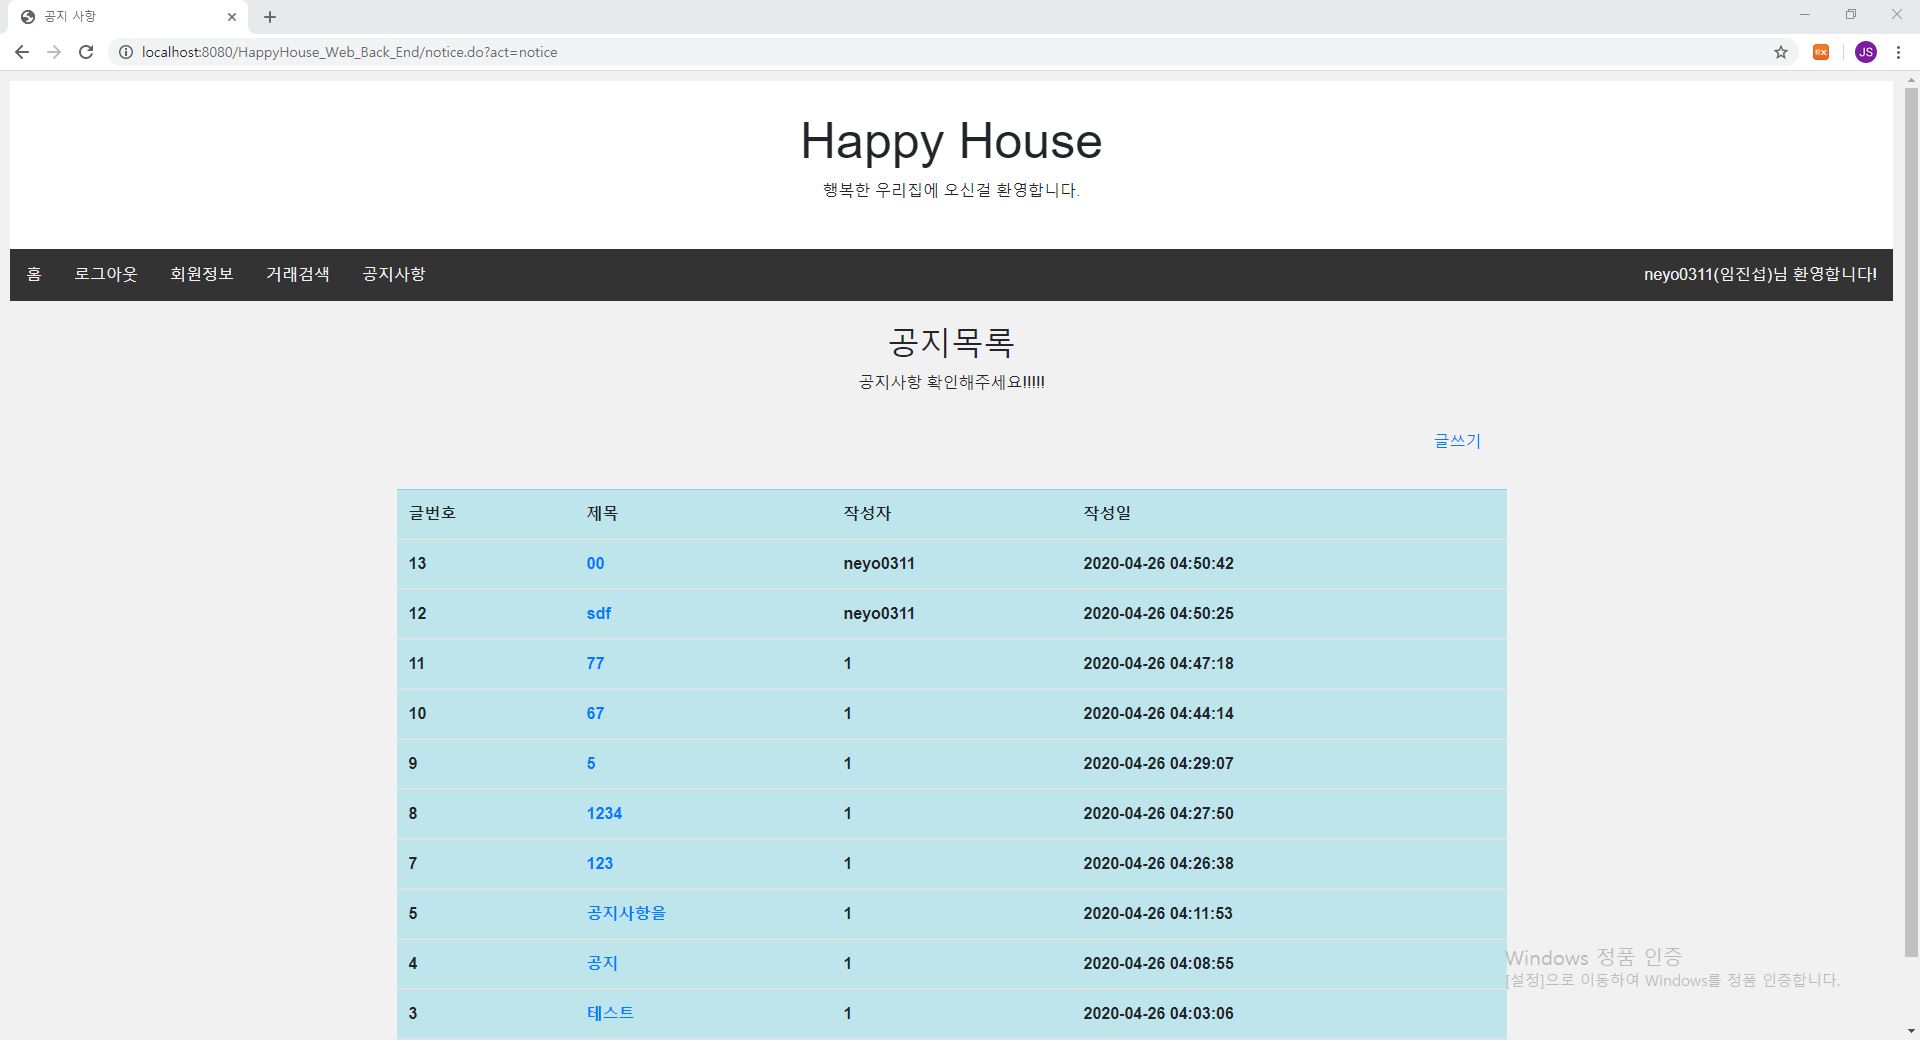 공지 사항
localhost:8080/HappyHouse_Web_Back_End/notice.do?act=notice
JS
Happy House
행복한 우리집에 오신걸 환영합니다.
홈 로그아웃 회원정보 거래검색 공지사항 neyo0311(임진섭)님 환영합니다!
공지목록
공지사항 확인해주세요!!!!!
글쓰기
글번호 제목 작성자 작성일
13 00 neyo0311 2020-04-26 04:50:42
12 sdf neyo0311 2020-04-26 04:50:25
11 77 1 2020-04-26 04:47:18
10 67 1 2020-04-26 04:44:14
9 5 1 2020-04-26 04:29:07
8 1234 1 2020-04-26 04:27:50
7 123 1 2020-04-26 04:26:38
5 공지사항을 1 2020-04-26 04:11:53
4 공지 1 2020-04-26 04:08:55
3 테스트 1 2020-04-26 04:03:06
Windows 정품 인증
[설정]으로 이동하여 Windows를 정품 인증합니다.